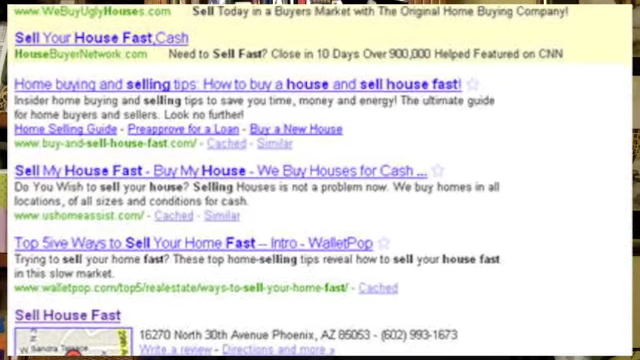 www.WeBuyUglyHouses.com Sell Today in a Buyers Market with The Original Home Buying Company!
Sell Your House Fast,Cash
HouseBuyerNetwork.com Need to Sell Fast? Close in 10 Days Over 900,000 Helped Featured on CNN
Home buying and selling tips: How to buy a house and sell house fast!
Insider home buying and selling tips to save you time, money and energy! The ultimate guide
for home buyers and sellers. Look no further!
Home Selling Guide - Preapprove for a Loan - Buy a New House
www.buy-and-sell-house-fast.com/ - Cached - Similar
Sell My House Fast - Buy My House - We Buy Houses for Cash ...
Do You Wish to sell your house? Selling Houses is not a problem now. We buy homes in all
locations, of all sizes and conditions for cash.
www.ushomeassist.com/ - Cached - Similar
Top 5ive Ways to Sell Your Home Fast -- Intro - WalletPop
Trying to sell your home fast? These top home-selling tips reveal how to sell your house fast
in this slow market.
www.walletpop.com/top5/realestate/ways-to-sell-your-home-fast/ - Cached
Sell House Fast
16270 North 30th Avenue Phoenix, AZ 85053 - (602) 993-1673
Write a review - Directions and more »